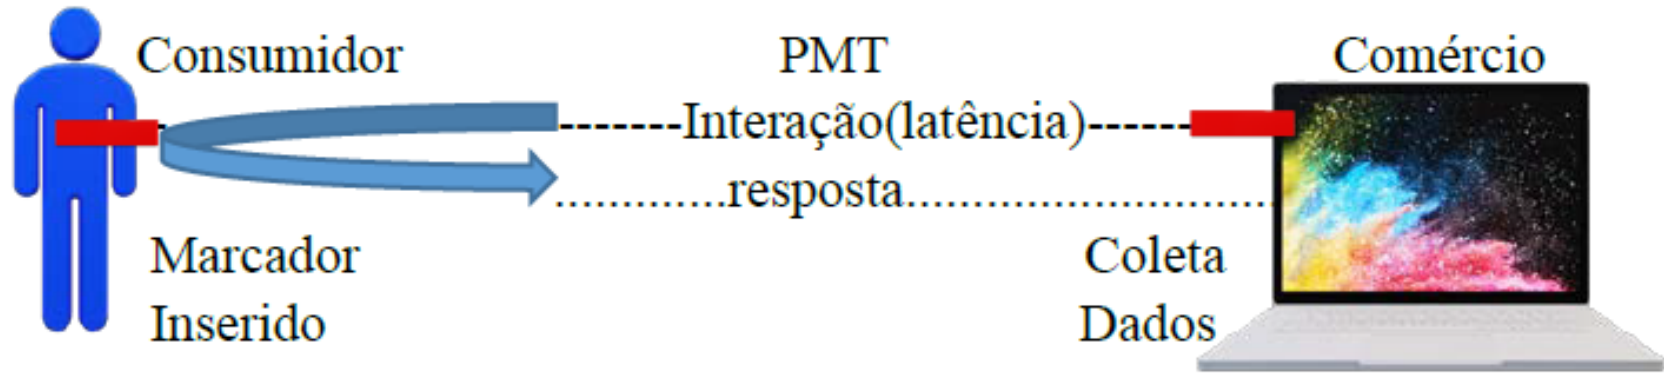 Consumidor
PMT
Comércio
-------Interação(latência)------
.............resposta............................
Marcador
Inserido
Coleta
Dados